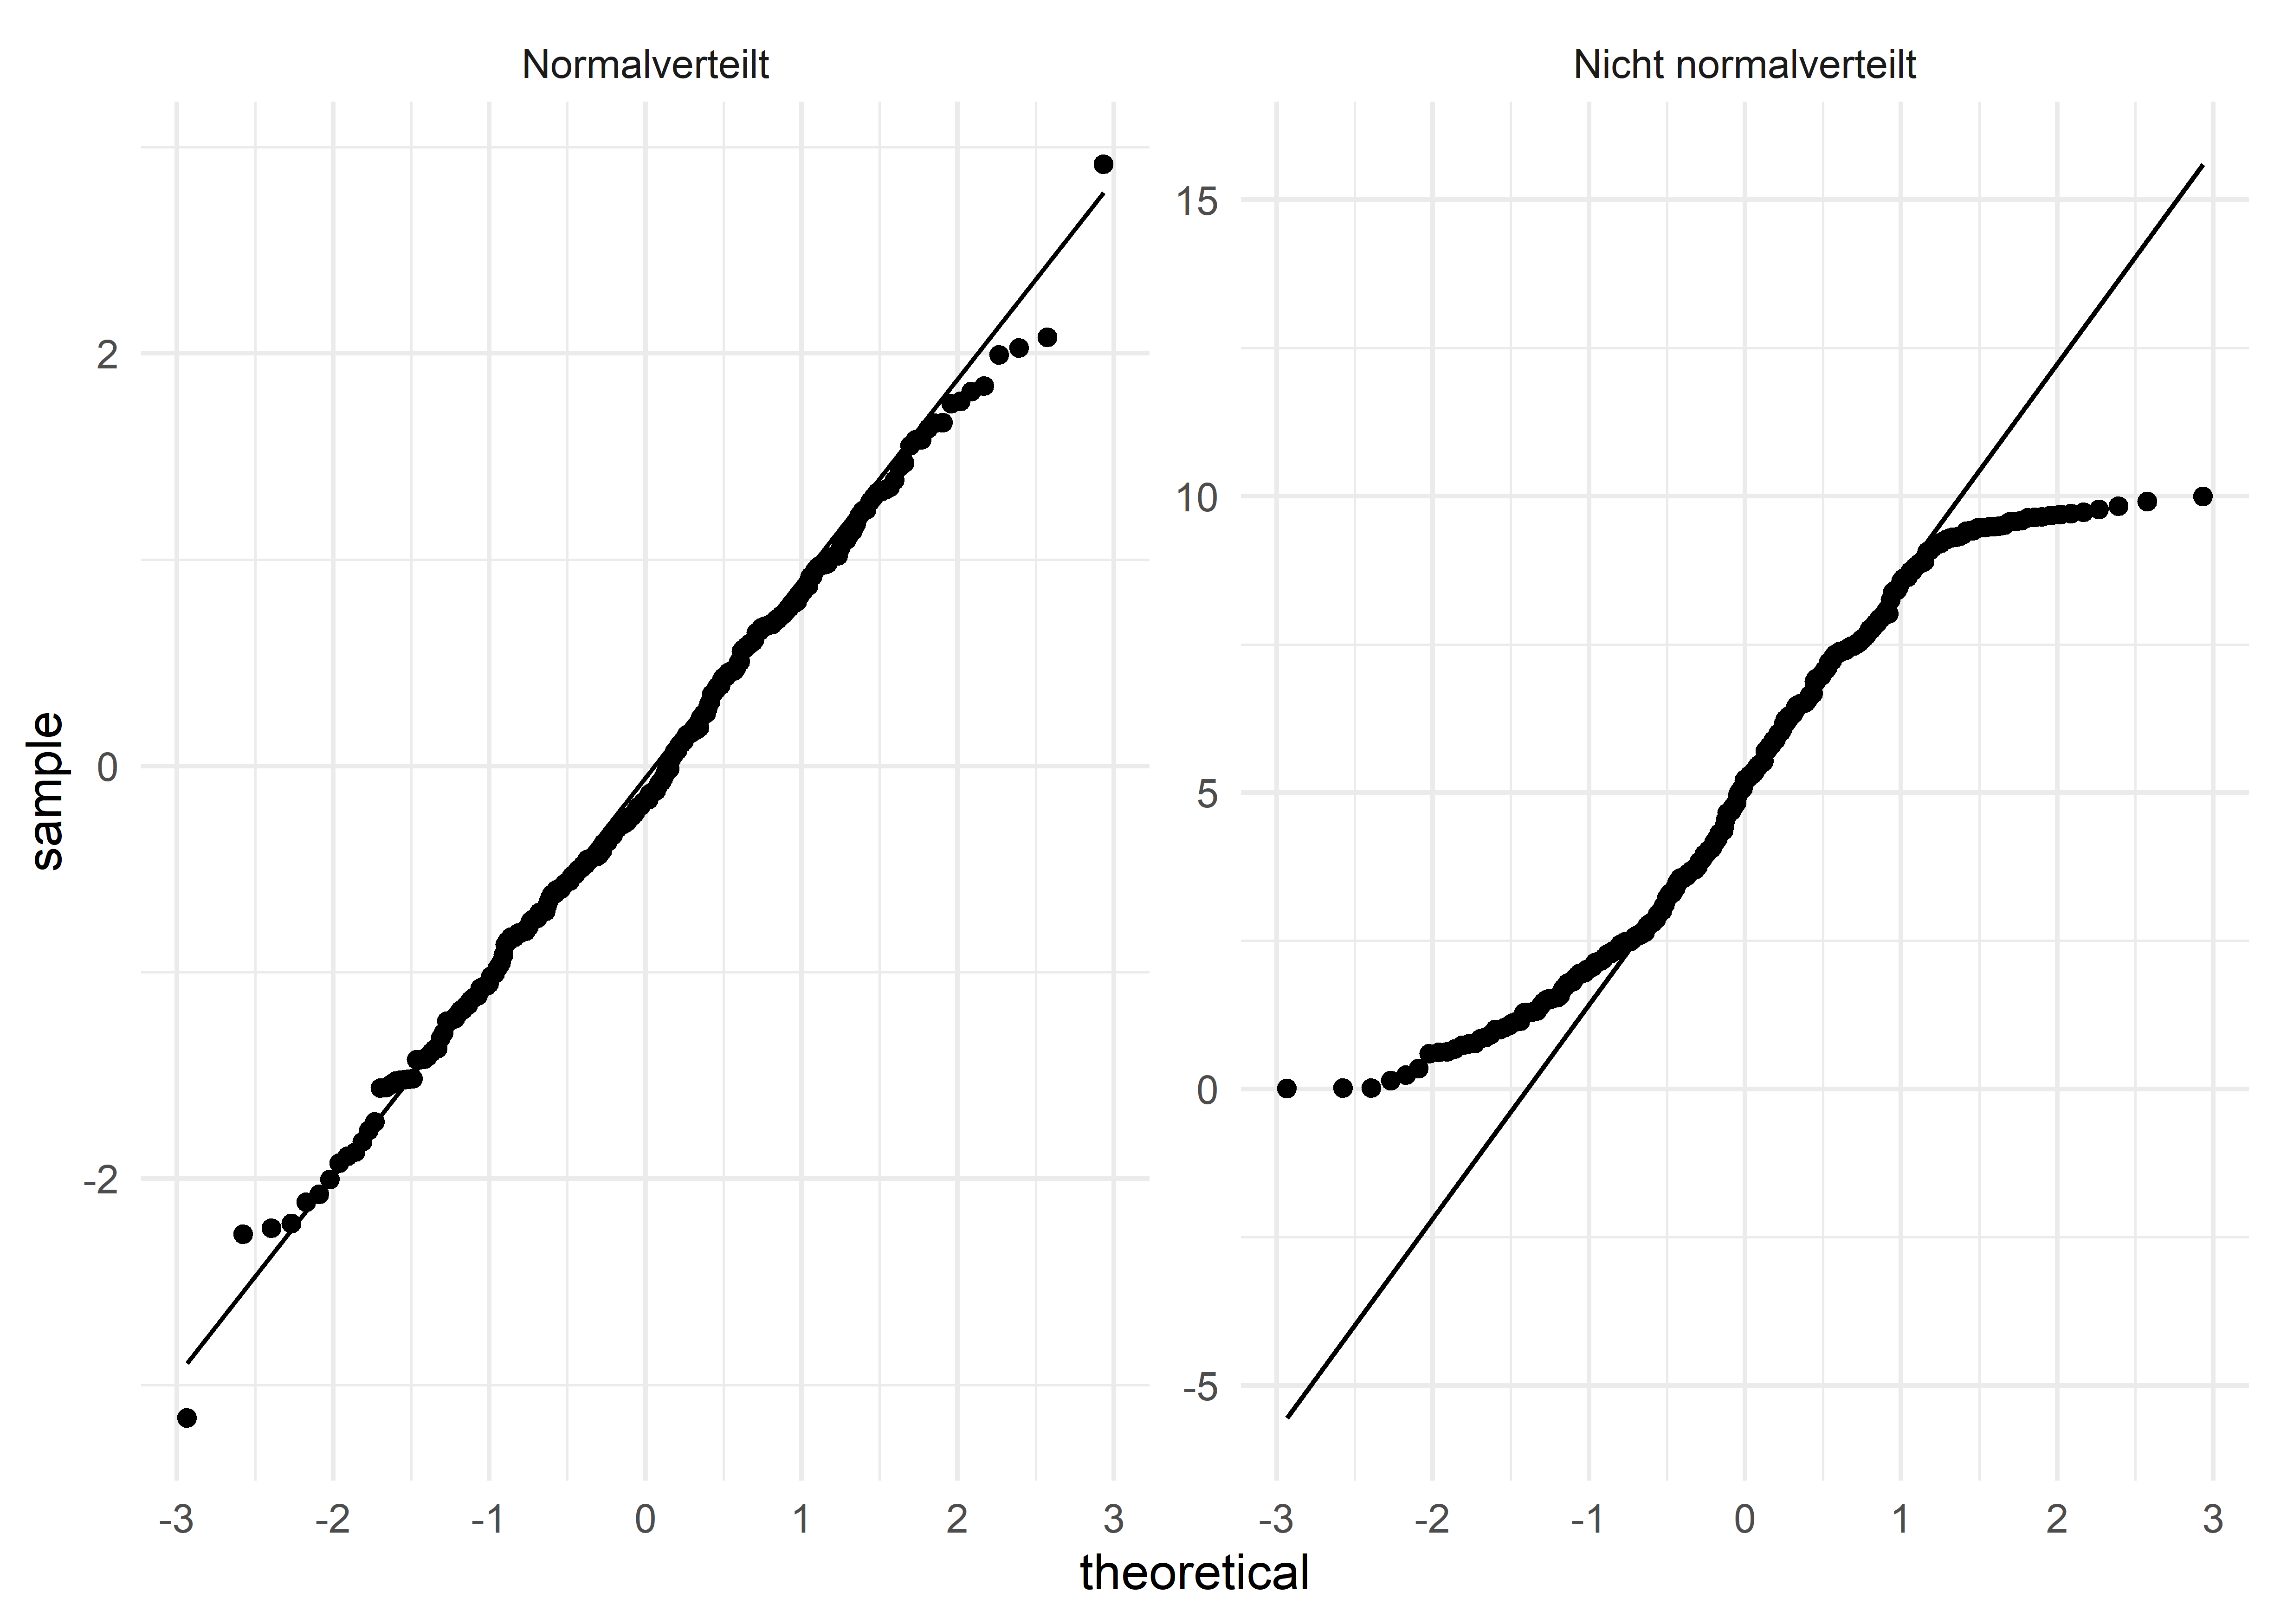 Normalverteilt
Nicht normalverteilt
sample
2
0
-2
15
10
5
0
-5
-3 -2 -1 0 1 2 3
-3 -2 -1 0 1 2 3
theoretical